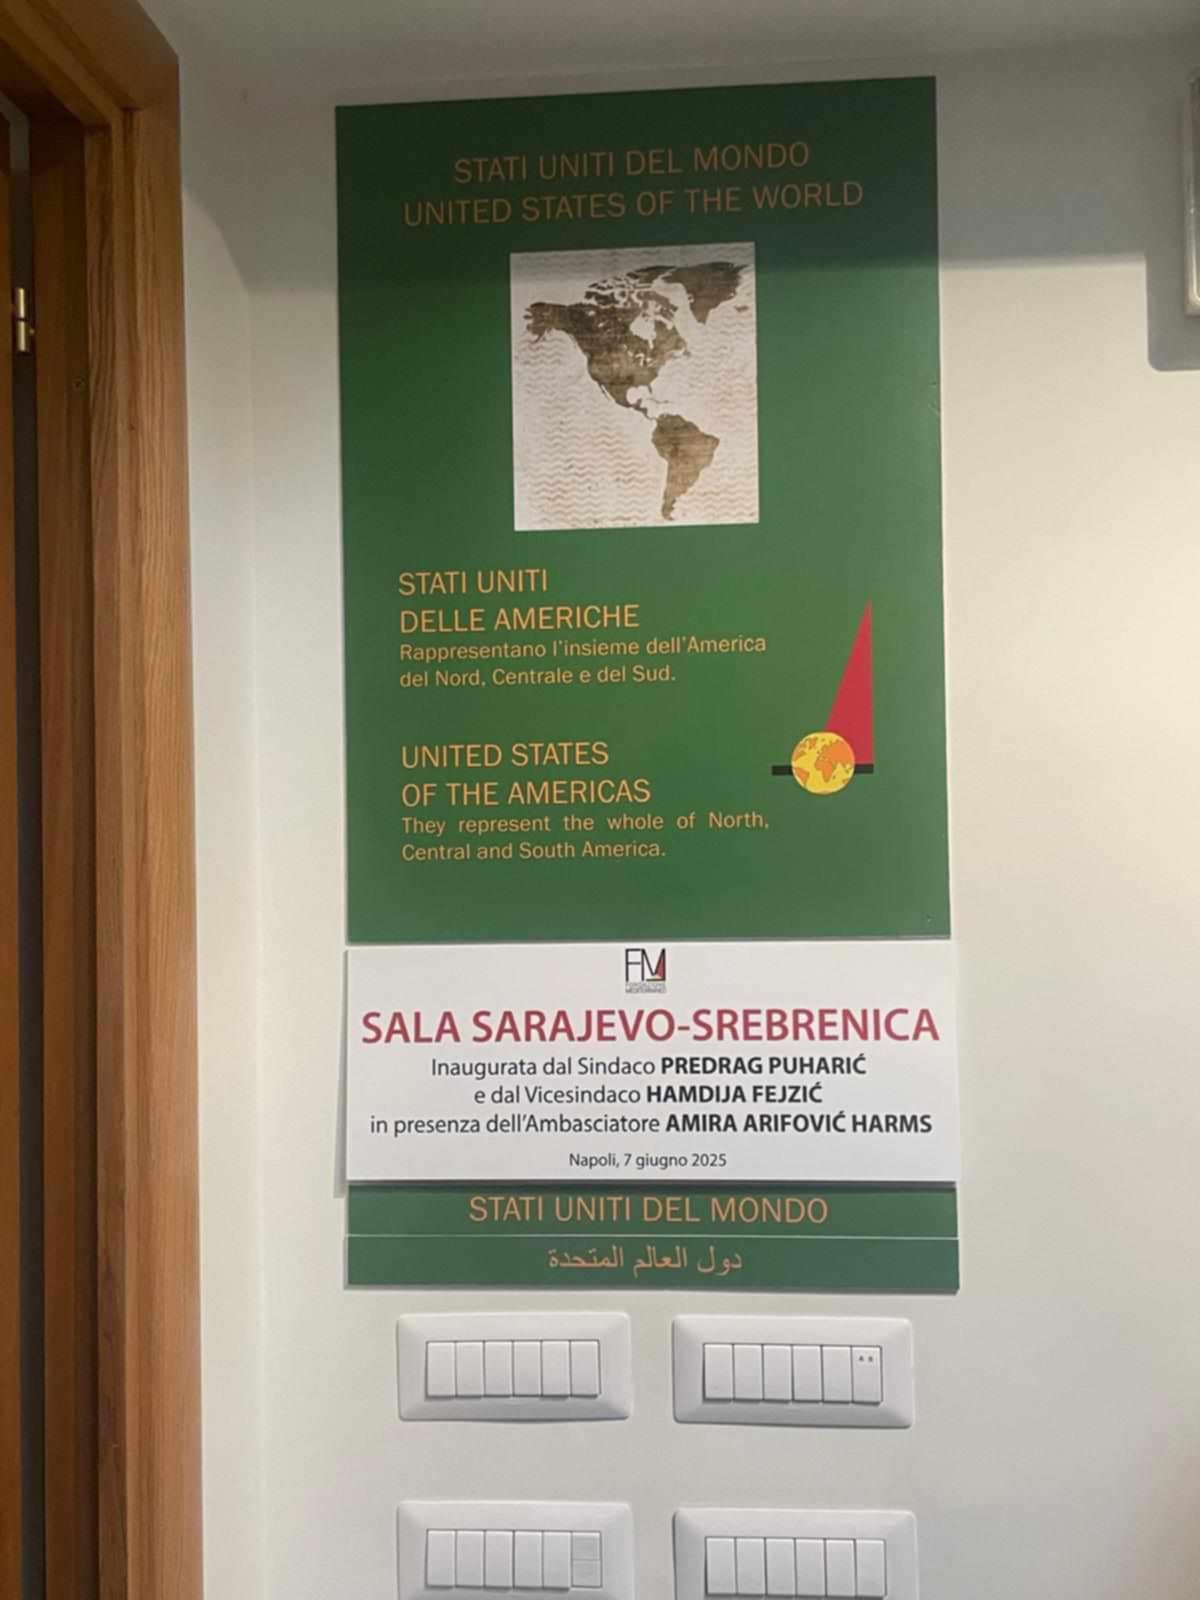 STATI UNITI DEL MONDO
UNITED STATES OF THE WORLD
STATI UNITI
DELLE AMERICHE
Rappresentano l'insieme dell'America
del Nord, Centrale e del Sud.
UNITED STATES
OF THE AMERICAS
They represent the whole of North,
Central and South America.
FM
FONDAZIONE
MEDITERRANEO
SALA SARAJEVO-SREBRENICA
Inaugurata dal Sindaco PREDRAG PUHARIĆ
e dal Vicesindaco HAMDIJA FEJZIĆ
in presenza dell'Ambasciatore AMIRA ARIFOVIĆ HARMS
Napoli, 7 giugno 2025
STATI UNITI DEL MONDO
دول العالم المتحدة